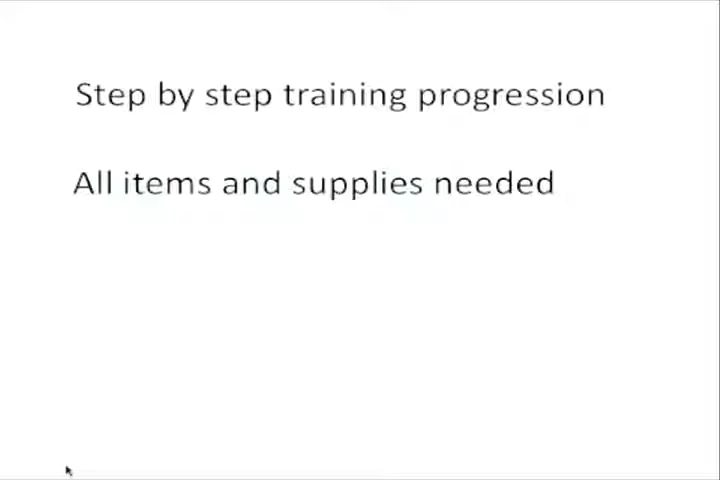 Step by step training progression
All items and supplies needed